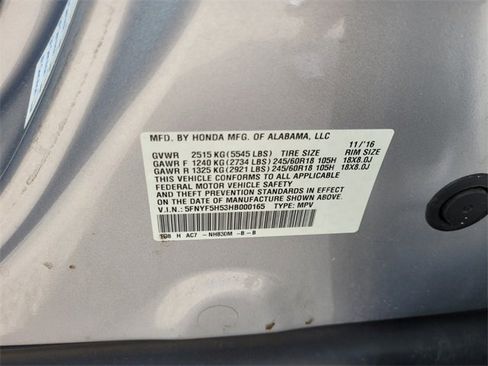 MFD. BY HONDA MFG. OF ALABAMA, LLC 11/'16
GVWR 2515 KG (5545 LBS) TIRE SIZE RIM SIZE
GAWR F 1240 KG (2734 LBS) 245/60R18 105H 18X8.0J
GAWR R 1325 KG (2921 LBS) 245/60R18 105H 18X8.0J
THIS VEHICLE CONFORMS TO ALL APPLICABLE
FEDERAL MOTOR VEHICLE SAFETY
AND THEFT PREVENTION STANDARDS IN EFFECT
ON THE DATE OF MANUFACTURE SHOWN ABOVE.
V.I.N.: 5FNYF5H53HB000165 TYPE: MPV
H AC7 -NH830M -B -B